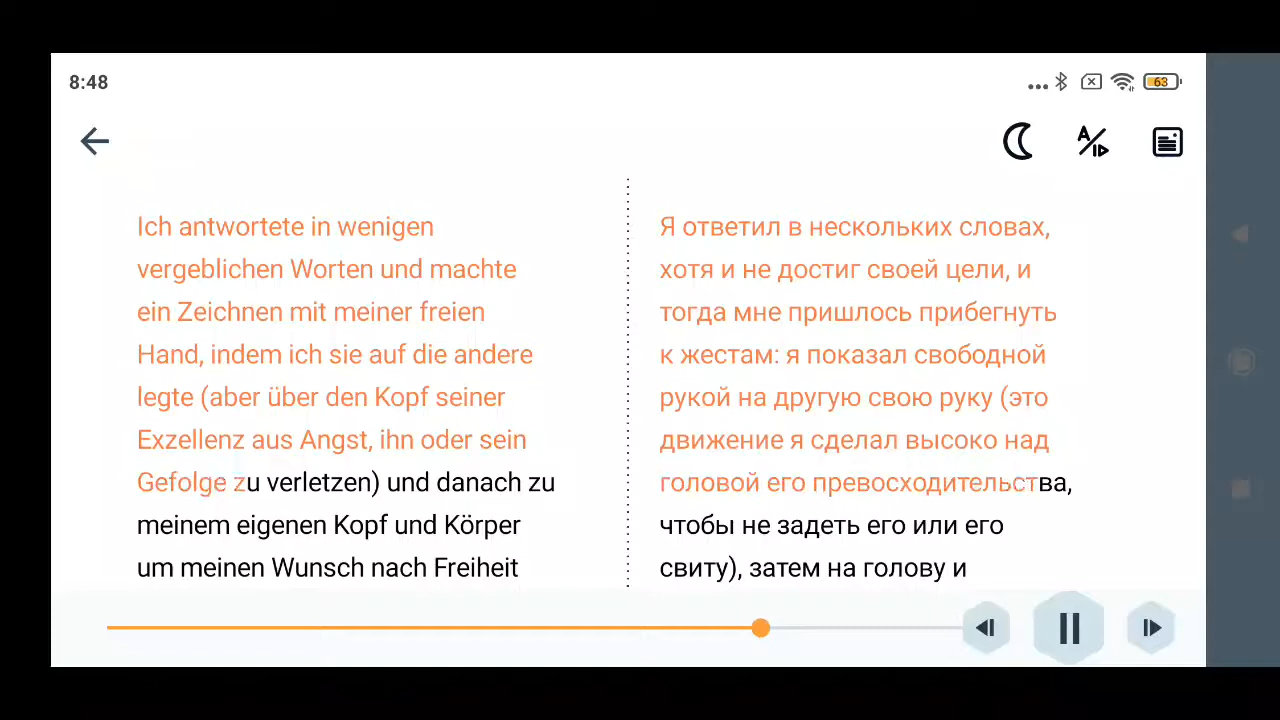 8:48
63
Ich antwortete in wenigen
vergeblichen Worten und machte
ein Zeichnen mit meiner freien
Hand, indem ich sie auf die andere
legte (aber über den Kopf seiner
Exzellenz aus Angst, ihn oder sein
Gefolge zu verletzen) und danach zu
meinem eigenen Kopf und Körper
um meinen Wunsch nach Freiheit
Я ответил в нескольких словах,
хотя и не достиг своей цели, и
тогда мне пришлось прибегнуть
к жестам: я показал свободной
рукой на другую свою руку (это
движение я сделал высоко над
головой его превосходительства,
чтобы не задеть его или его
свиту), затем на голову и